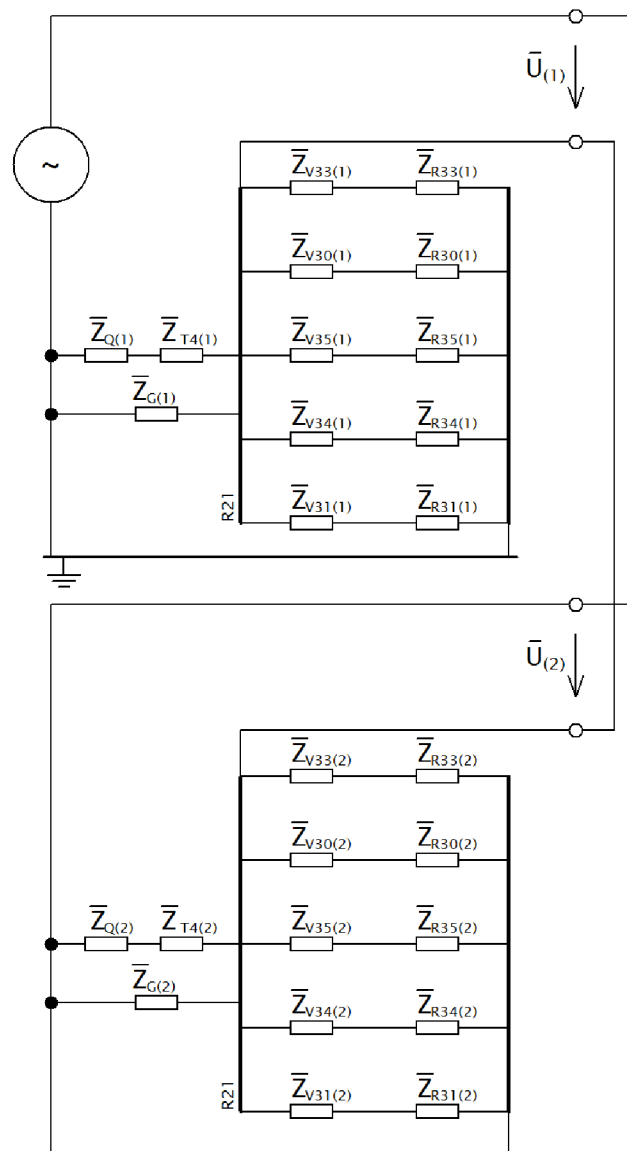 U̅(1)
~
Z̅V33(1) Z̅R33(1)
Z̅V30(1) Z̅R30(1)
Z̅Q(1) Z̅T4(1) Z̅V35(1) Z̅R35(1)
Z̅G(1)
Z̅V34(1) Z̅R34(1)
R21
Z̅V31(1) Z̅R31(1)
U̅(2)
Z̅V33(2) Z̅R33(2)
Z̅V30(2) Z̅R30(2)
Z̅Q(2) Z̅T4(2) Z̅V35(2) Z̅R35(2)
Z̅G(2)
Z̅V34(2) Z̅R34(2)
R21
Z̅V31(2) Z̅R31(2)